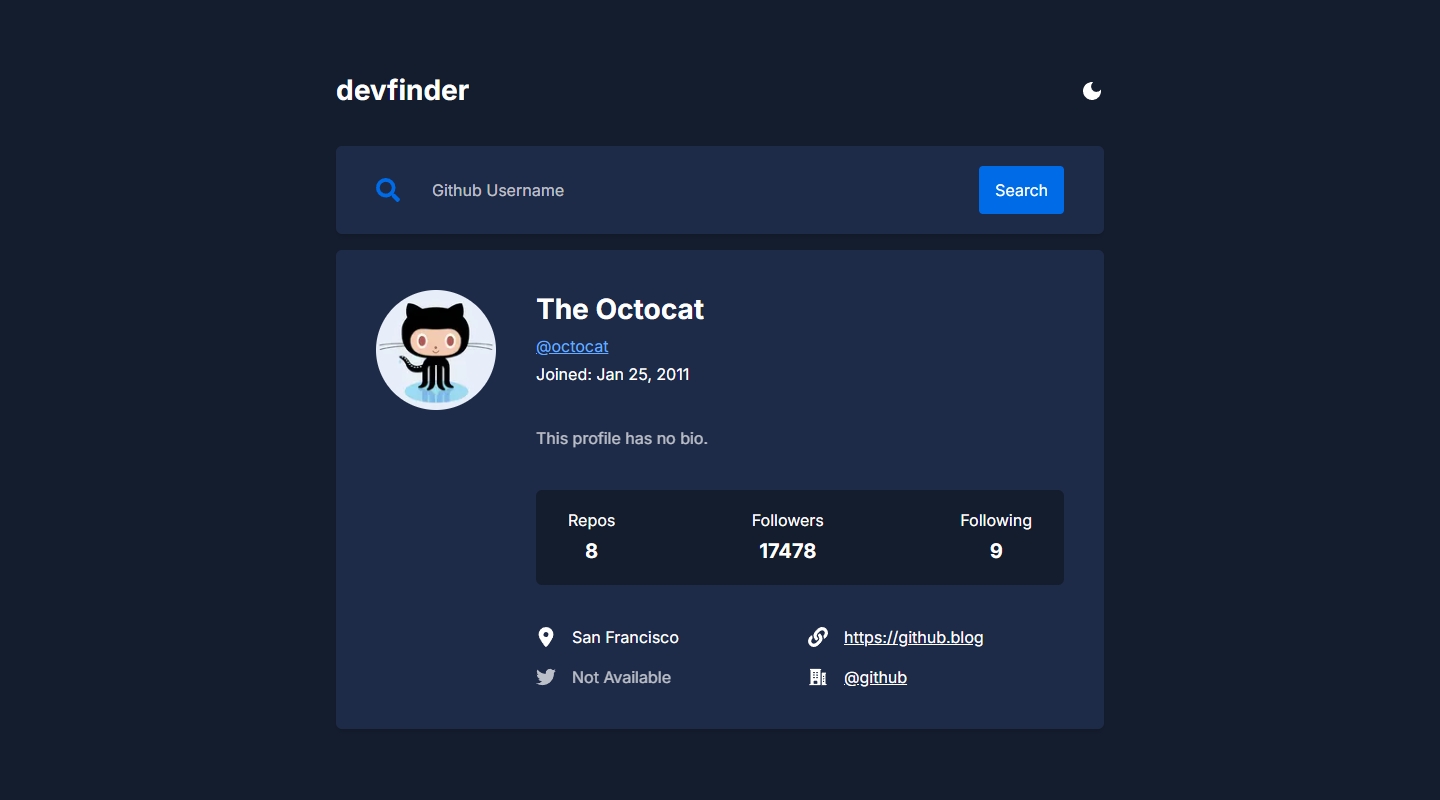 devfinder
Github Username
Search
The Octocat
@octocat
Joined: Jan 25, 2011
This profile has no bio.
Repos Followers Following
8 17478 9
San Francisco https://github.blog
Not Available @github